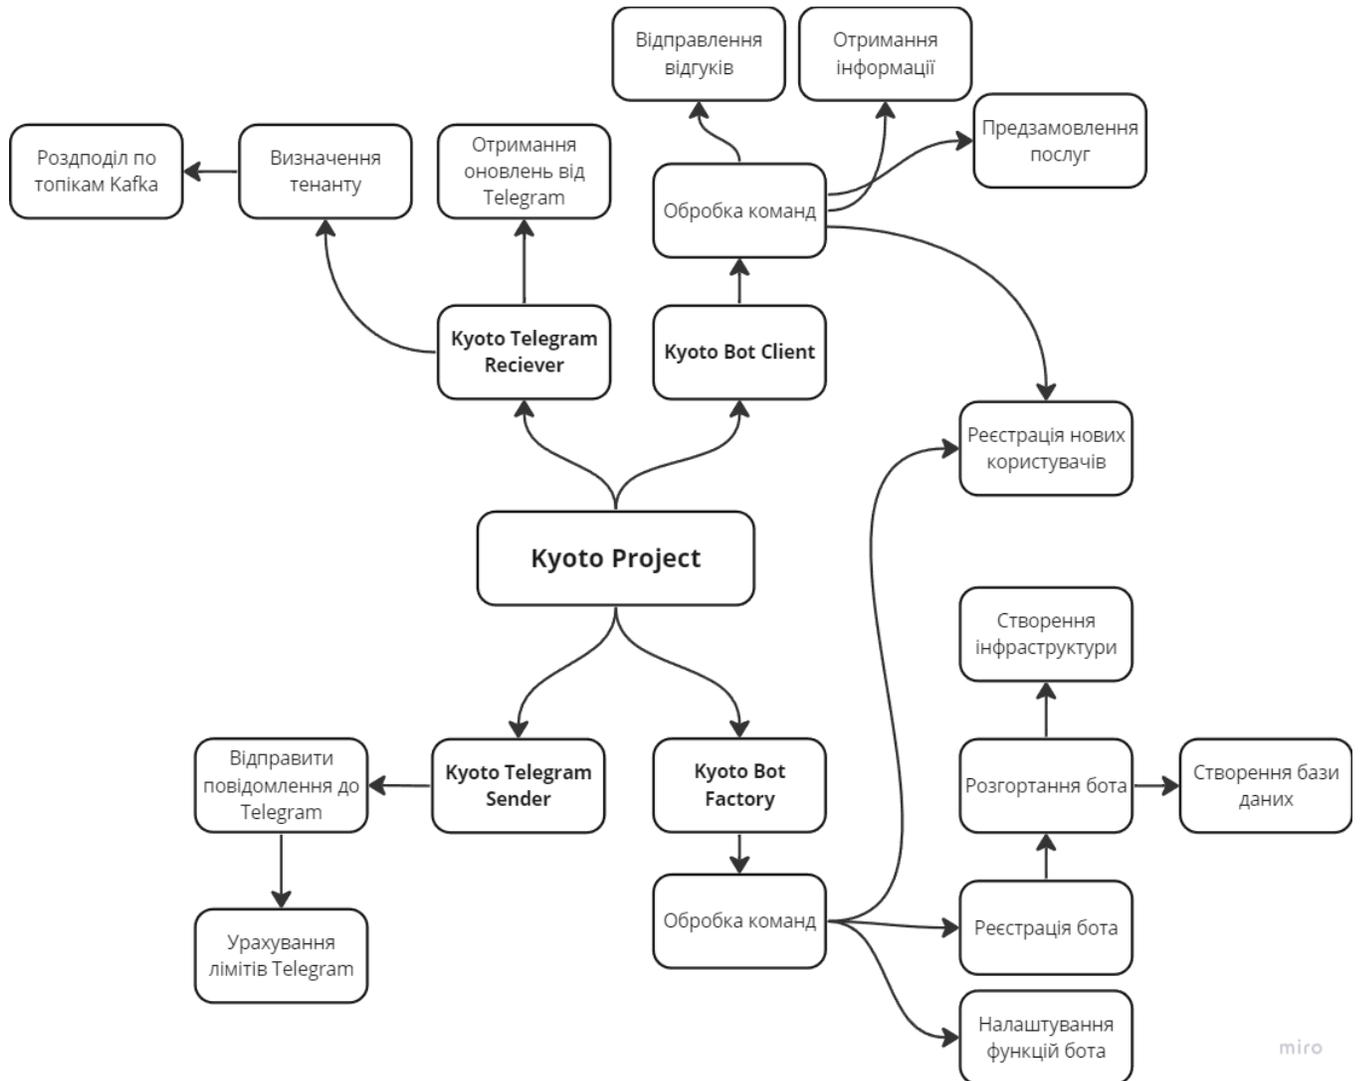 Відправлення
відгуків
Отримання
інформації
Предзамовлення
послуг
Роздподіл по
топікам Kafka
Визначення
тенанту
Отримання
оновлень від
Telegram
Обробка команд
Kyoto Telegram
Reciever
Kyoto Bot Client
Реєстрація нових
користувачів
Kyoto Project
Створення
інфраструктури
Відправити
повідомлення до
Telegram
Kyoto Telegram
Sender
Kyoto Bot
Factory
Розгортання бота
Створення бази
даних
Обробка команд
Реєстрація бота
Урахування
лімітів Telegram
Налаштування
функцій бота
miro